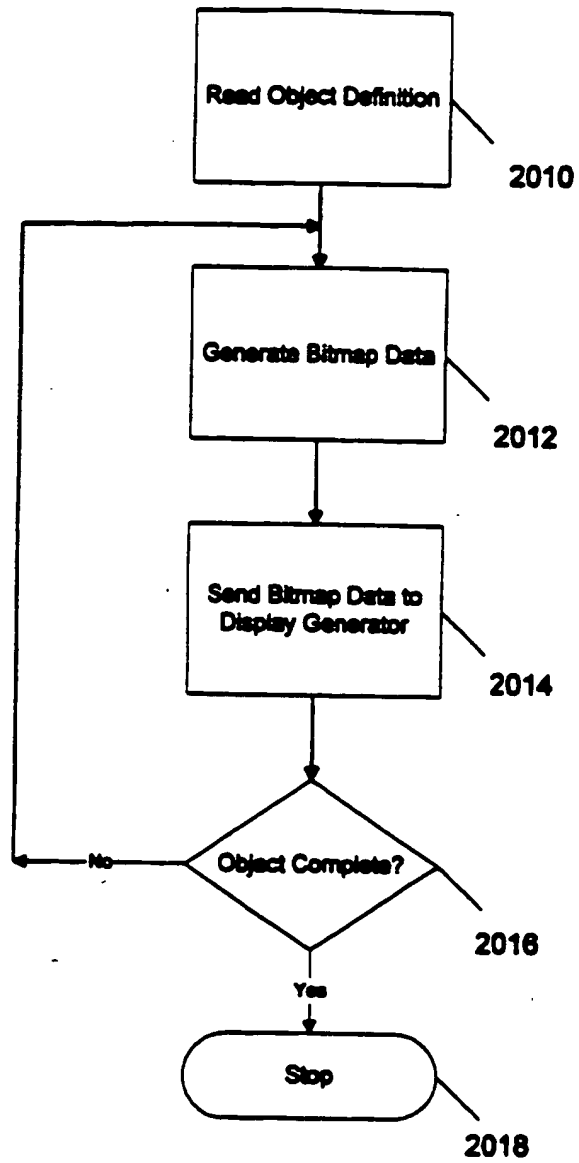 Read Object Definition
2010
Generate Bitmap Data
2012
Send Bitmap Data to
Display Generator
2014
Object Complete?
No
2016
Yes
Stop
2018